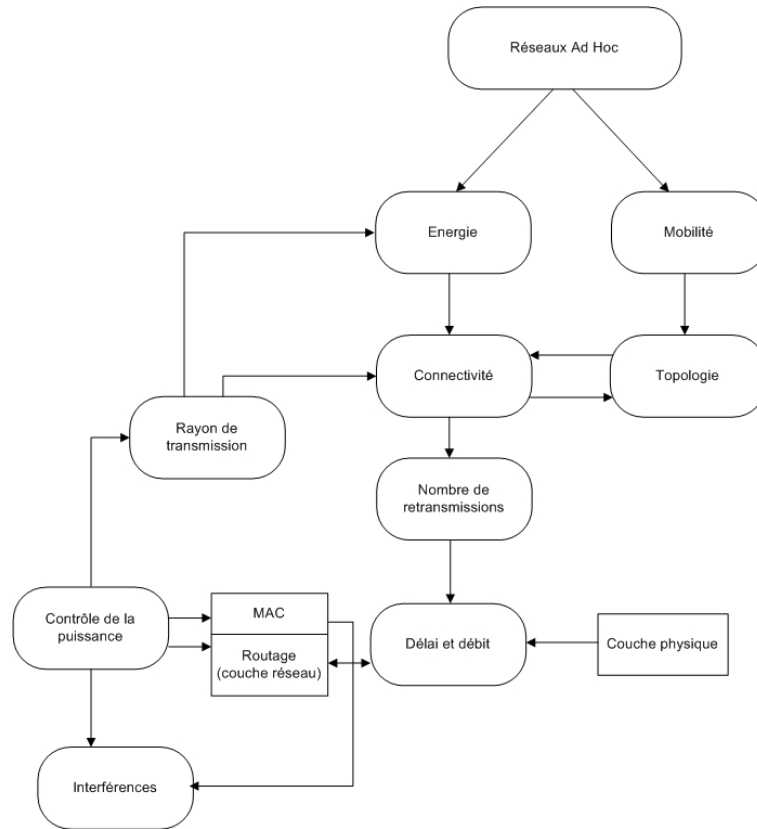 Réseaux Ad Hoc
Energie
Mobilité
Connectivité
Topologie
Rayon de
transmission
Nombre de
retransmissions
Contrôle de la
puissance
MAC
Routage
(couche réseau)
Délai et débit
Couche physique
Interférences